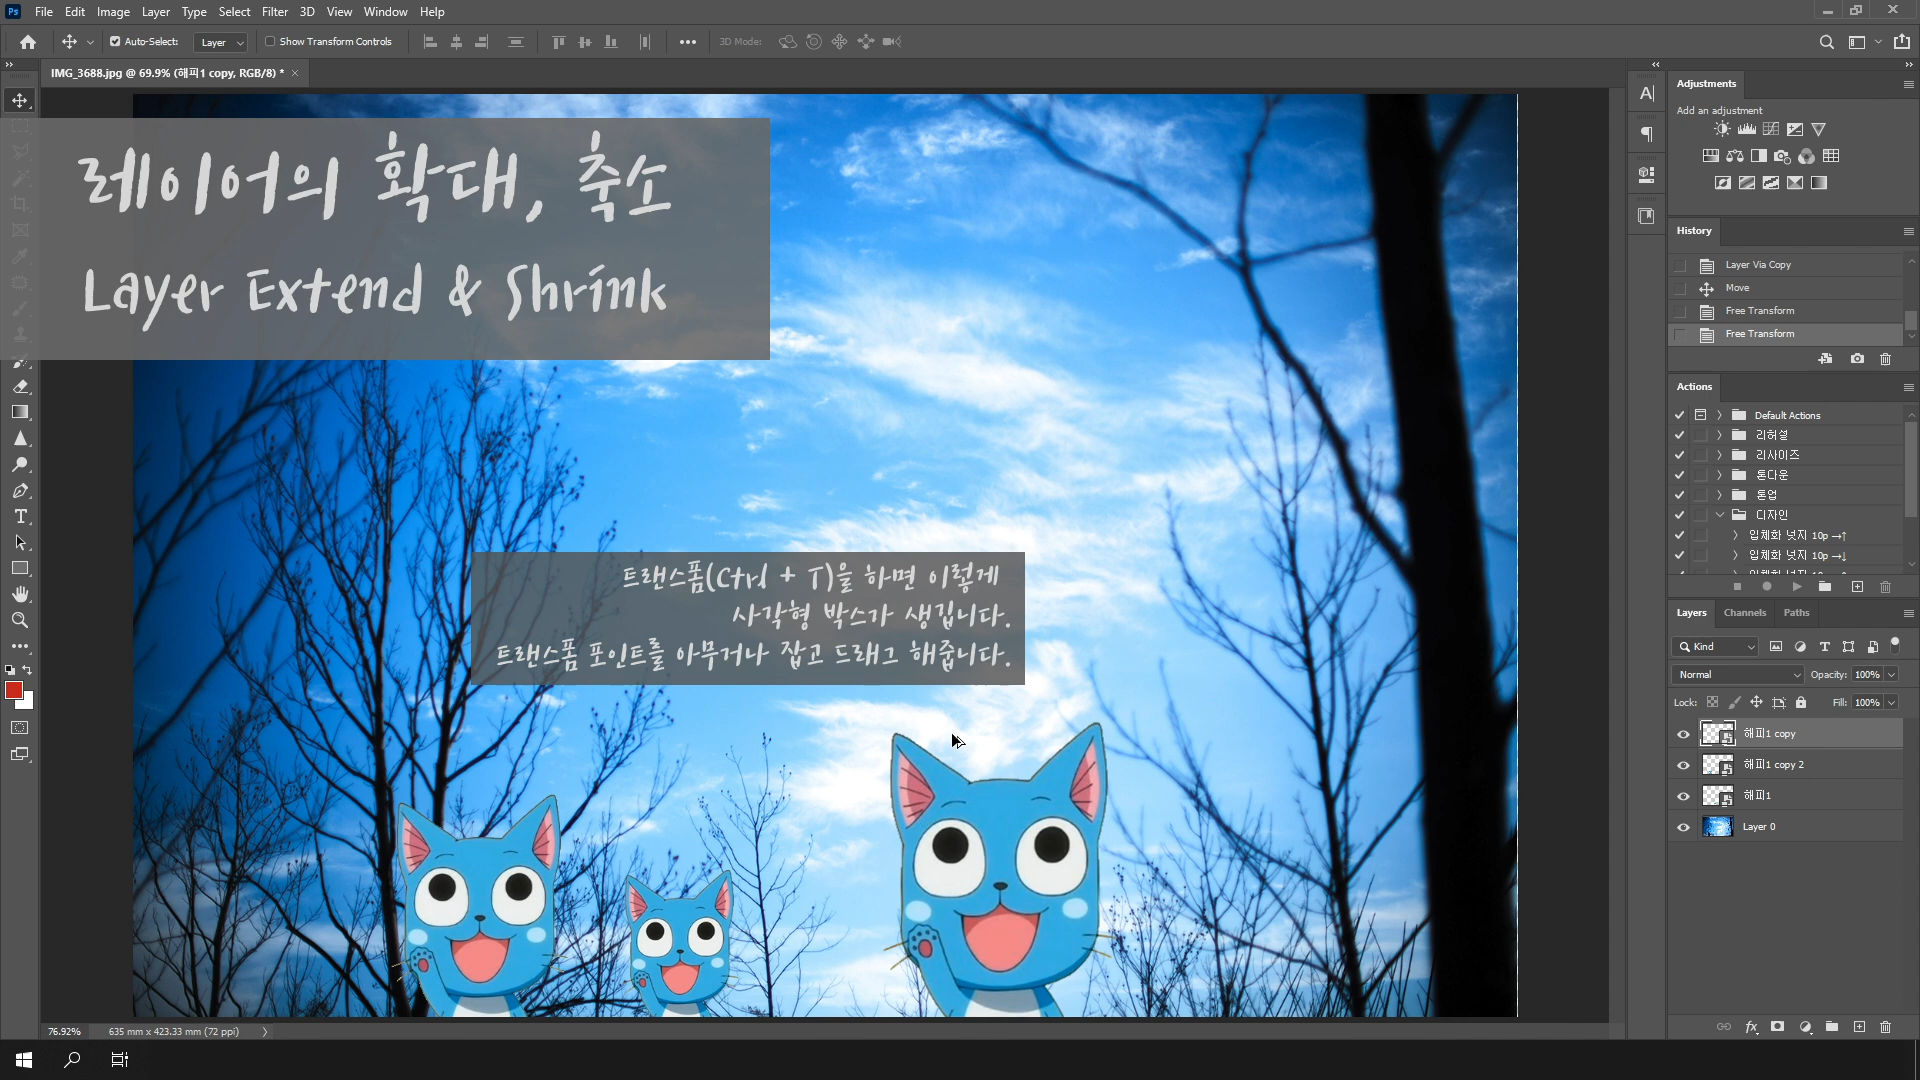 Ps File Edit Image Layer Type Select Filter 3D View Window Help
Auto-Select: Layer Show Transform Controls 3D Mode:
IMG_3688.jpg @ 69.9% (해피1 copy, RGB/8) *
레이어의 확대, 축소
Layer Extend & Shrink
트랜스폼(Ctrl + T)을 하면 이렇게
사각형 박스가 생깁니다.
트랜스폼 포인트를 아무거나 잡고 드래그 해줍니다.
76.92% 635 mm x 423.33 mm (72 ppi)
Adjustments
Add an adjustment
History
Layer Via Copy
Move
Free Transform
Free Transform
Actions
Default Actions
리허설
리사이즈
톤다운
톤업
디자인
입체화 넛지 10p →↑
입체화 넛지 10p →↓
Layers Channels Paths
Kind
Normal Opacity: 100%
Lock: Fill: 100%
해피1 copy
해피1 copy 2
해피1
Layer 0
fx